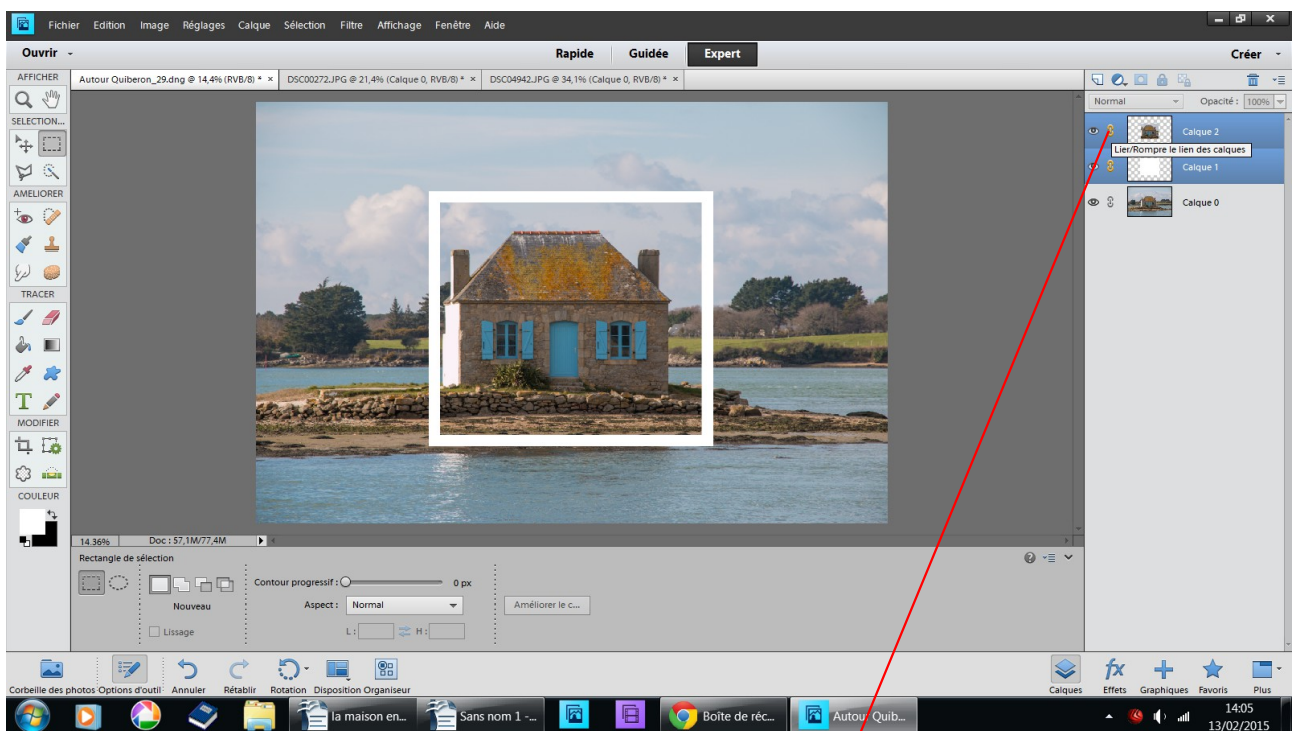 Fichier Edition Image Réglages Calque Sélection Filtre Affichage Fenêtre Aide
Ouvrir Rapide Guidée Expert Créer
AFFICHER
Autour Quiberon_29.dng @ 14,4% (RVB/8) * × DSC00272.JPG @ 21,4% (Calque 0, RVB/8) * × DSC04942.JPG @ 34,1% (Calque 0, RVB/8) * ×
Normal Opacité : 100%
SELECTION...
Calque 2
Lier/Rompre le lien des calques
Calque 1
AMELIORER
Calque 0
TRACER
T
MODIFIER
COULEUR
14.36% Doc : 57,1M/77,4M
Rectangle de sélection
Contour progressif : 0 px
Nouveau
Aspect : Normal
Améliorer le c...
Lissage
L : H :
fx
Corbeille des photos Options d'outil Annuler Rétablir Rotation Disposition Organiseur
Calques Effets Graphiques Favoris Plus
la maison en... Sans nom 1 -... Boîte de réc... Autour Quib...
14:05
13/02/2015